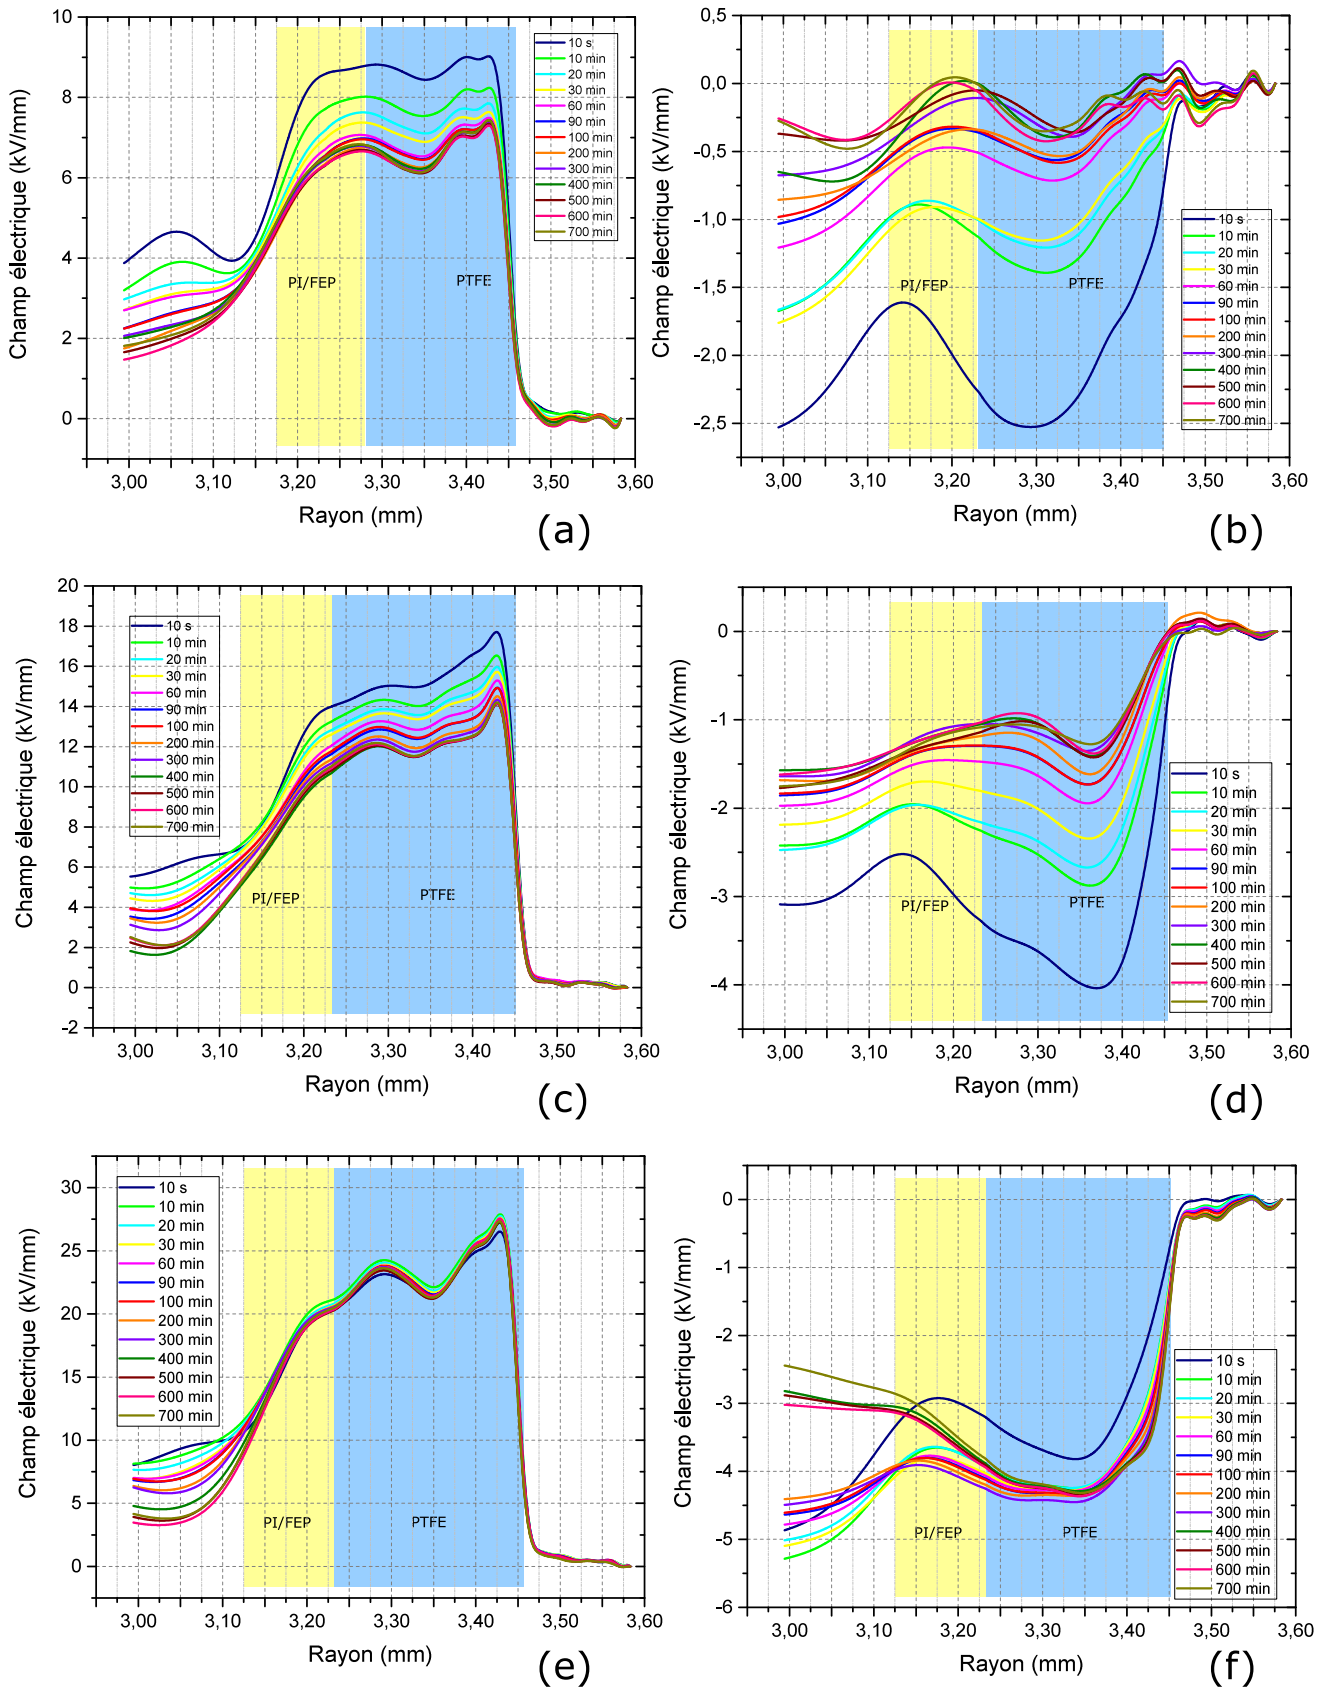 Champ électrique (kV/mm)
10
8
6
4
2
0
10 s
10 min
20 min
30 min
60 min
90 min
100 min
200 min
300 min
400 min
500 min
600 min
700 min
PI/FEP
PTFE
3,00
3,10
3,20
3,30
3,40
3,50
3,60
Rayon (mm)
(a)
Champ électrique (kV/mm)
0,5
0,0
-0,5
-1,0
-1,5
-2,0
-2,5
10 s
10 min
20 min
30 min
60 min
90 min
100 min
200 min
300 min
400 min
500 min
600 min
700 min
PI/FEP
PTFE
3,00
3,10
3,20
3,30
3,40
3,50
3,60
Rayon (mm)
(b)
Champ électrique (kV/mm)
20
18
16
14
12
10
8
6
4
2
0
-2
10 s
10 min
20 min
30 min
60 min
90 min
100 min
200 min
300 min
400 min
500 min
600 min
700 min
PI/FEP
PTFE
3,00
3,10
3,20
3,30
3,40
3,50
3,60
Rayon (mm)
(c)
Champ électrique (kV/mm)
0
-1
-2
-3
-4
10 s
10 min
20 min
30 min
60 min
90 min
100 min
200 min
300 min
400 min
500 min
600 min
700 min
PI/FEP
PTFE
3,00
3,10
3,20
3,30
3,40
3,50
3,60
Rayon (mm)
(d)
Champ électrique (kV/mm)
30
25
20
15
10
5
0
10 s
10 min
20 min
30 min
60 min
90 min
100 min
200 min
300 min
400 min
500 min
600 min
700 min
PI/FEP
PTFE
3,00
3,10
3,20
3,30
3,40
3,50
3,60
Rayon (mm)
(e)
Champ électrique (kV/mm)
0
-1
-2
-3
-4
-5
-6
10 s
10 min
20 min
30 min
60 min
90 min
100 min
200 min
300 min
400 min
500 min
600 min
700 min
PI/FEP
PTFE
3,00
3,10
3,20
3,30
3,40
3,50
3,60
Rayon (mm)
(f)